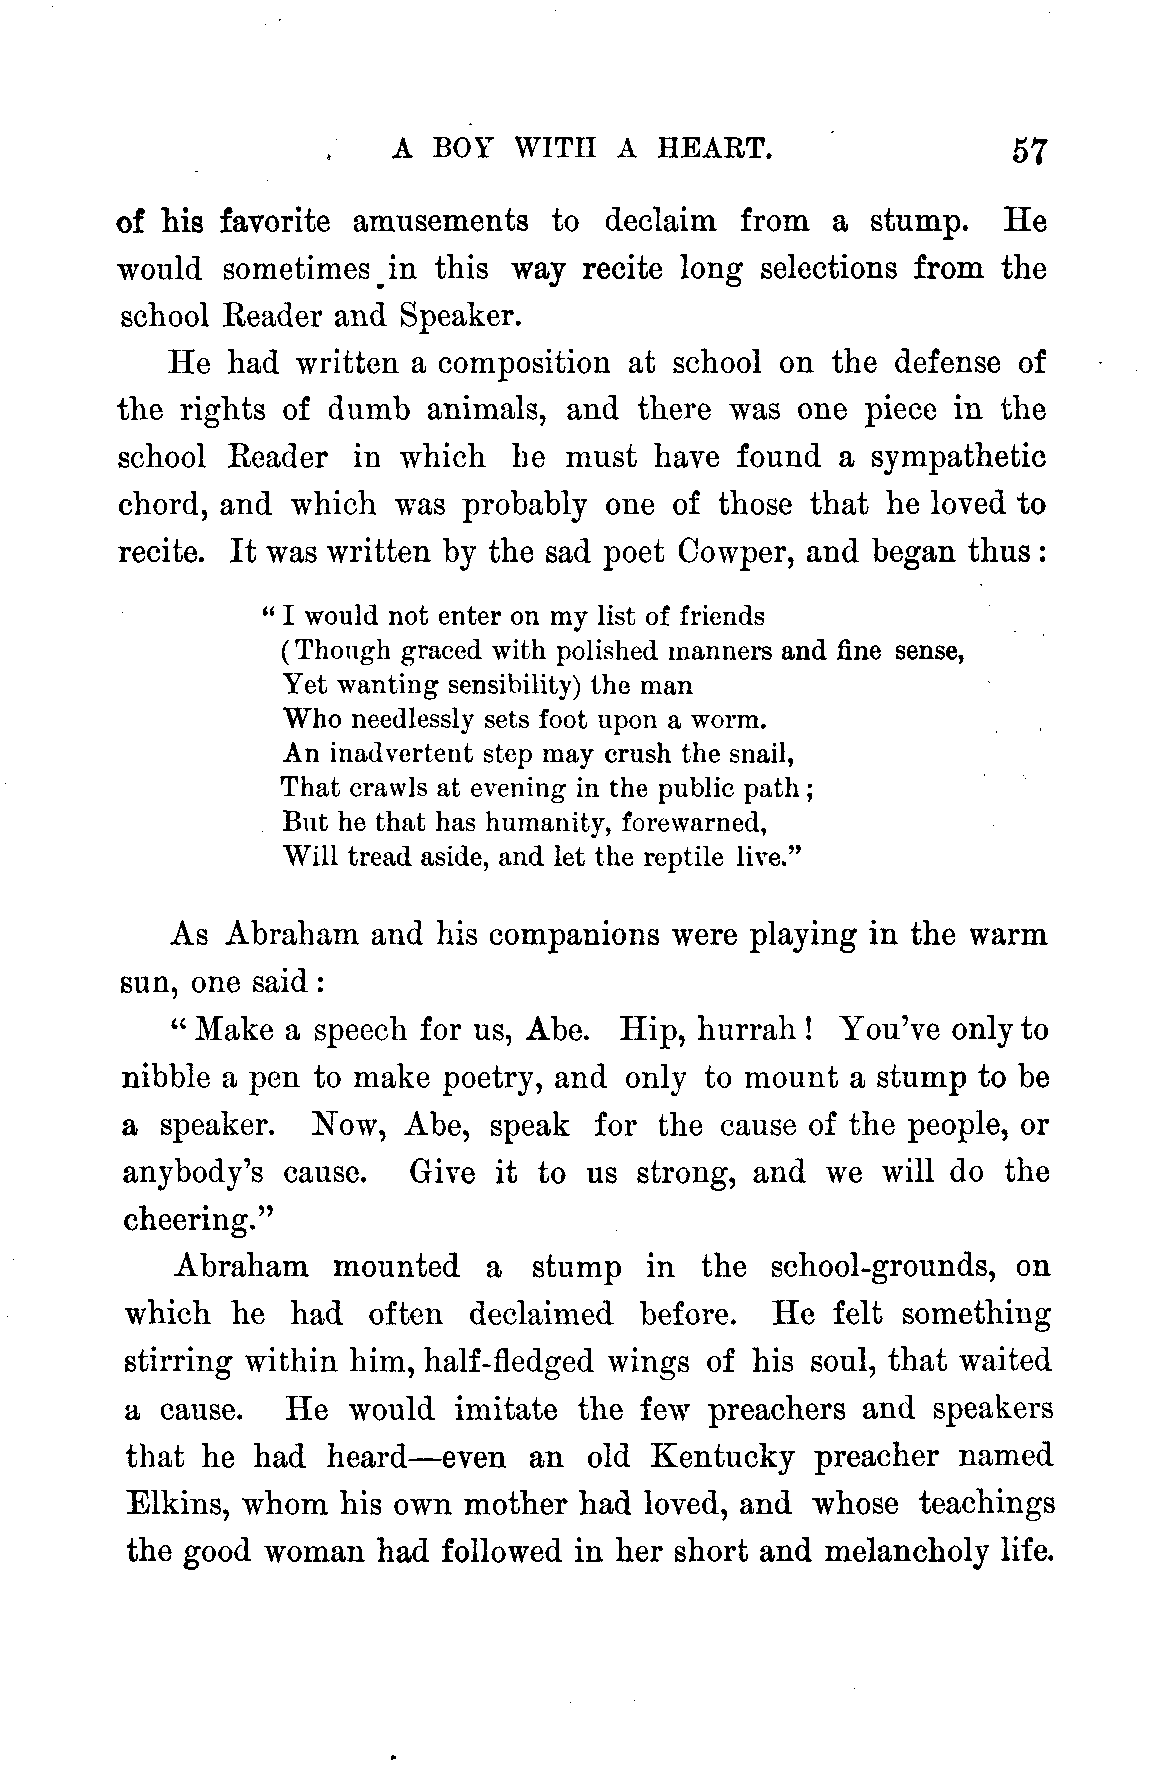 A BOY WITH A HEART. 57
of his favorite amusements to declaim from a stump. He
would sometimes in this way recite long selections from the
school Reader and Speaker.
He had written a composition at school on the defense of
the rights of dumb animals, and there was one piece in the
school Reader in which he must have found a sympathetic
chord, and which was probably one of those that he loved to
recite. It was written by the sad poet Cowper, and began thus:
“I would not enter on my list of friends
(Though graced with polished manners and fine sense,
Yet wanting sensibility) the man
Who needlessly sets foot upon a worm.
An inadvertent step may crush the snail,
That crawls at evening in the public path;
But he that has humanity, forewarned,
Will tread aside, and let the reptile live.”
As Abraham and his companions were playing in the warm
sun, one said:
“Make a speech for us, Abe. Hip, hurrah! You’ve only to
nibble a pen to make poetry, and only to mount a stump to be
a speaker. Now, Abe, speak for the cause of the people, or
anybody’s cause. Give it to us strong, and we will do the
cheering.”
Abraham mounted a stump in the school-grounds, on
which he had often declaimed before. He felt something
stirring within him, half-fledged wings of his soul, that waited
a cause. He would imitate the few preachers and speakers
that he had heard—even an old Kentucky preacher named
Elkins, whom his own mother had loved, and whose teachings
the good woman had followed in her short and melancholy life.